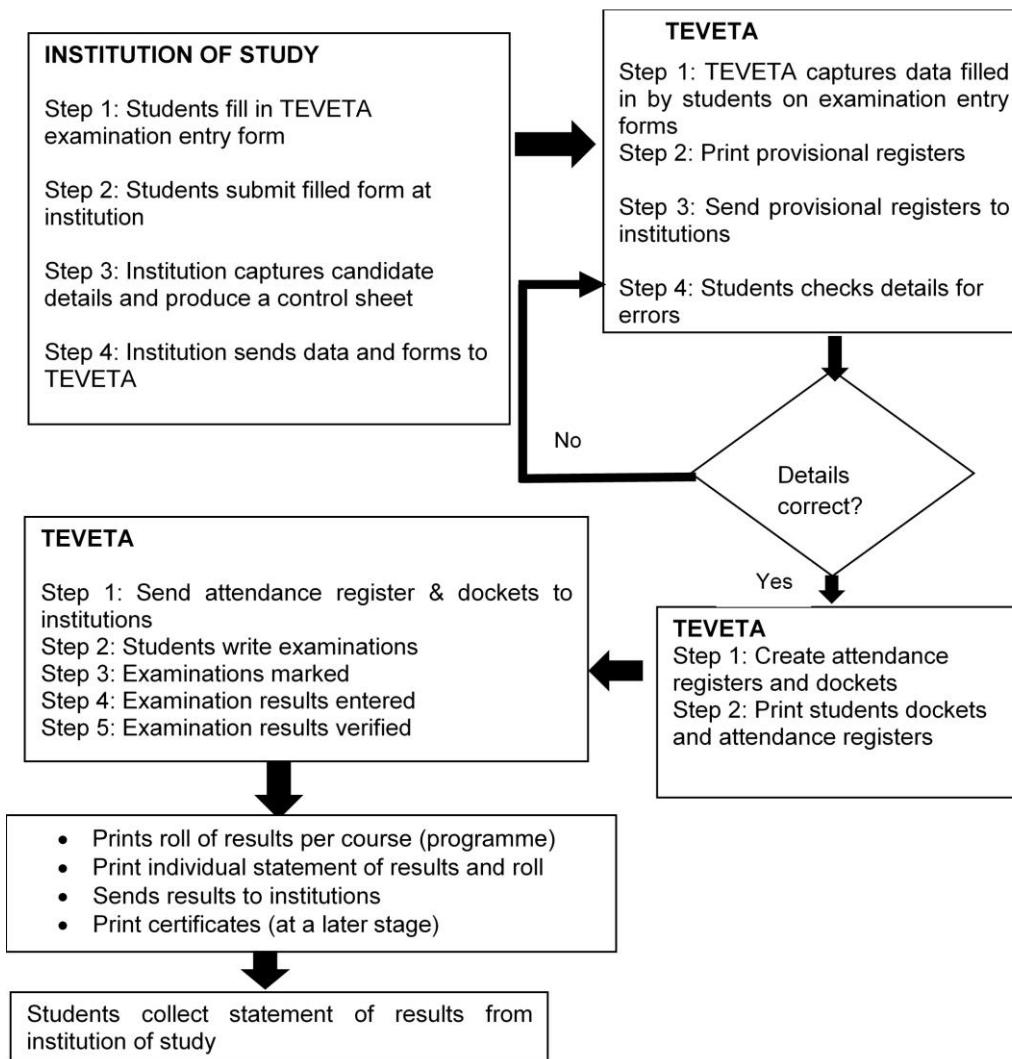 INSTITUTION OF STUDY
Step 1: Students fill in TEVETA
examination entry form
Step 2: Students submit filled form at
institution
Step 3: Institution captures candidate
details and produce a control sheet
Step 4: Institution sends data and forms to
TEVETA
TEVETA
Step 1: TEVETA captures data filled
in by students on examination entry
forms
Step 2: Print provisional registers
Step 3: Send provisional registers to
institutions
Step 4: Students checks details for
errors
No
Details
correct?
Yes
TEVETA
Step 1: Create attendance
registers and dockets
Step 2: Print students dockets
and attendance registers
TEVETA
Step 1: Send attendance register & dockets to
institutions
Step 2: Students write examinations
Step 3: Examinations marked
Step 4: Examination results entered
Step 5: Examination results verified
• Prints roll of results per course (programme)
• Print individual statement of results and roll
• Sends results to institutions
• Print certificates (at a later stage)
Students collect statement of results from
institution of study